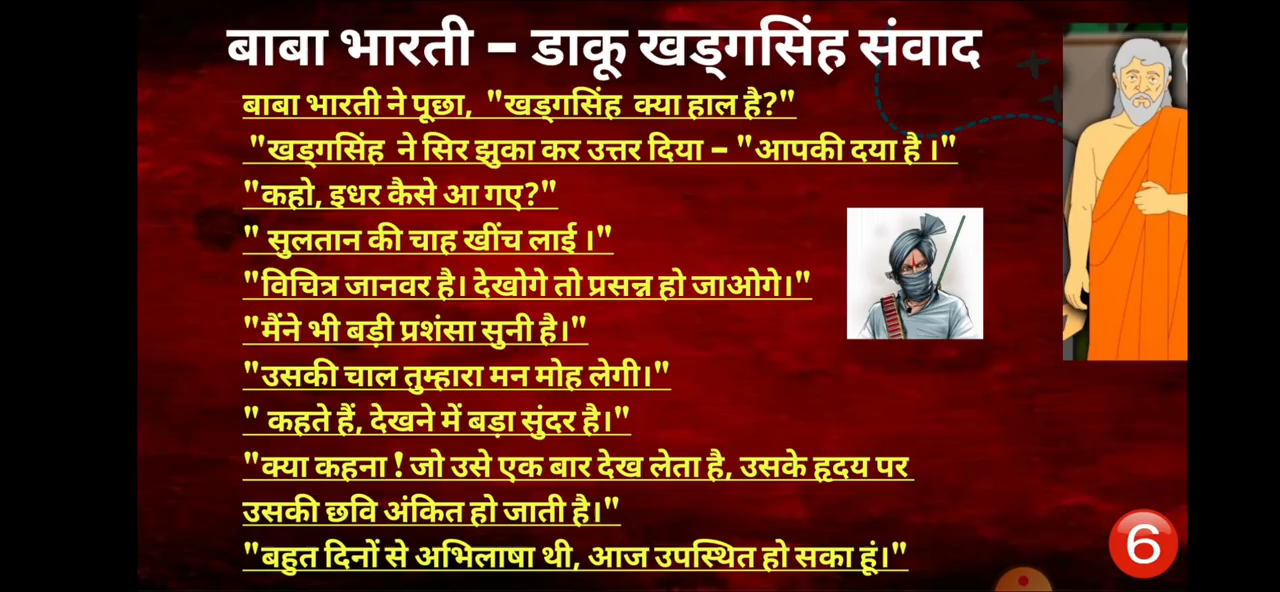 बाबा भारती – डाकू खड्गसिंह संवाद
बाबा भारती ने पूछा, "खड्गसिंह क्या हाल है?"
"खड्गसिंह ने सिर झुका कर उत्तर दिया – "आपकी दया है ।"
"कहो, इधर कैसे आ गए?"
" सुलतान की चाह खींच लाई ।"
"विचित्र जानवर है। देखोगे तो प्रसन्न हो जाओगे।"
"मैंने भी बड़ी प्रशंसा सुनी है।"
"उसकी चाल तुम्हारा मन मोह लेगी।"
" कहते हैं, देखने में बड़ा सुंदर है।"
"क्या कहना ! जो उसे एक बार देख लेता है, उसके हृदय पर
उसकी छवि अंकित हो जाती है।"
"बहुत दिनों से अभिलाषा थी, आज उपस्थित हो सका हूं।"
6